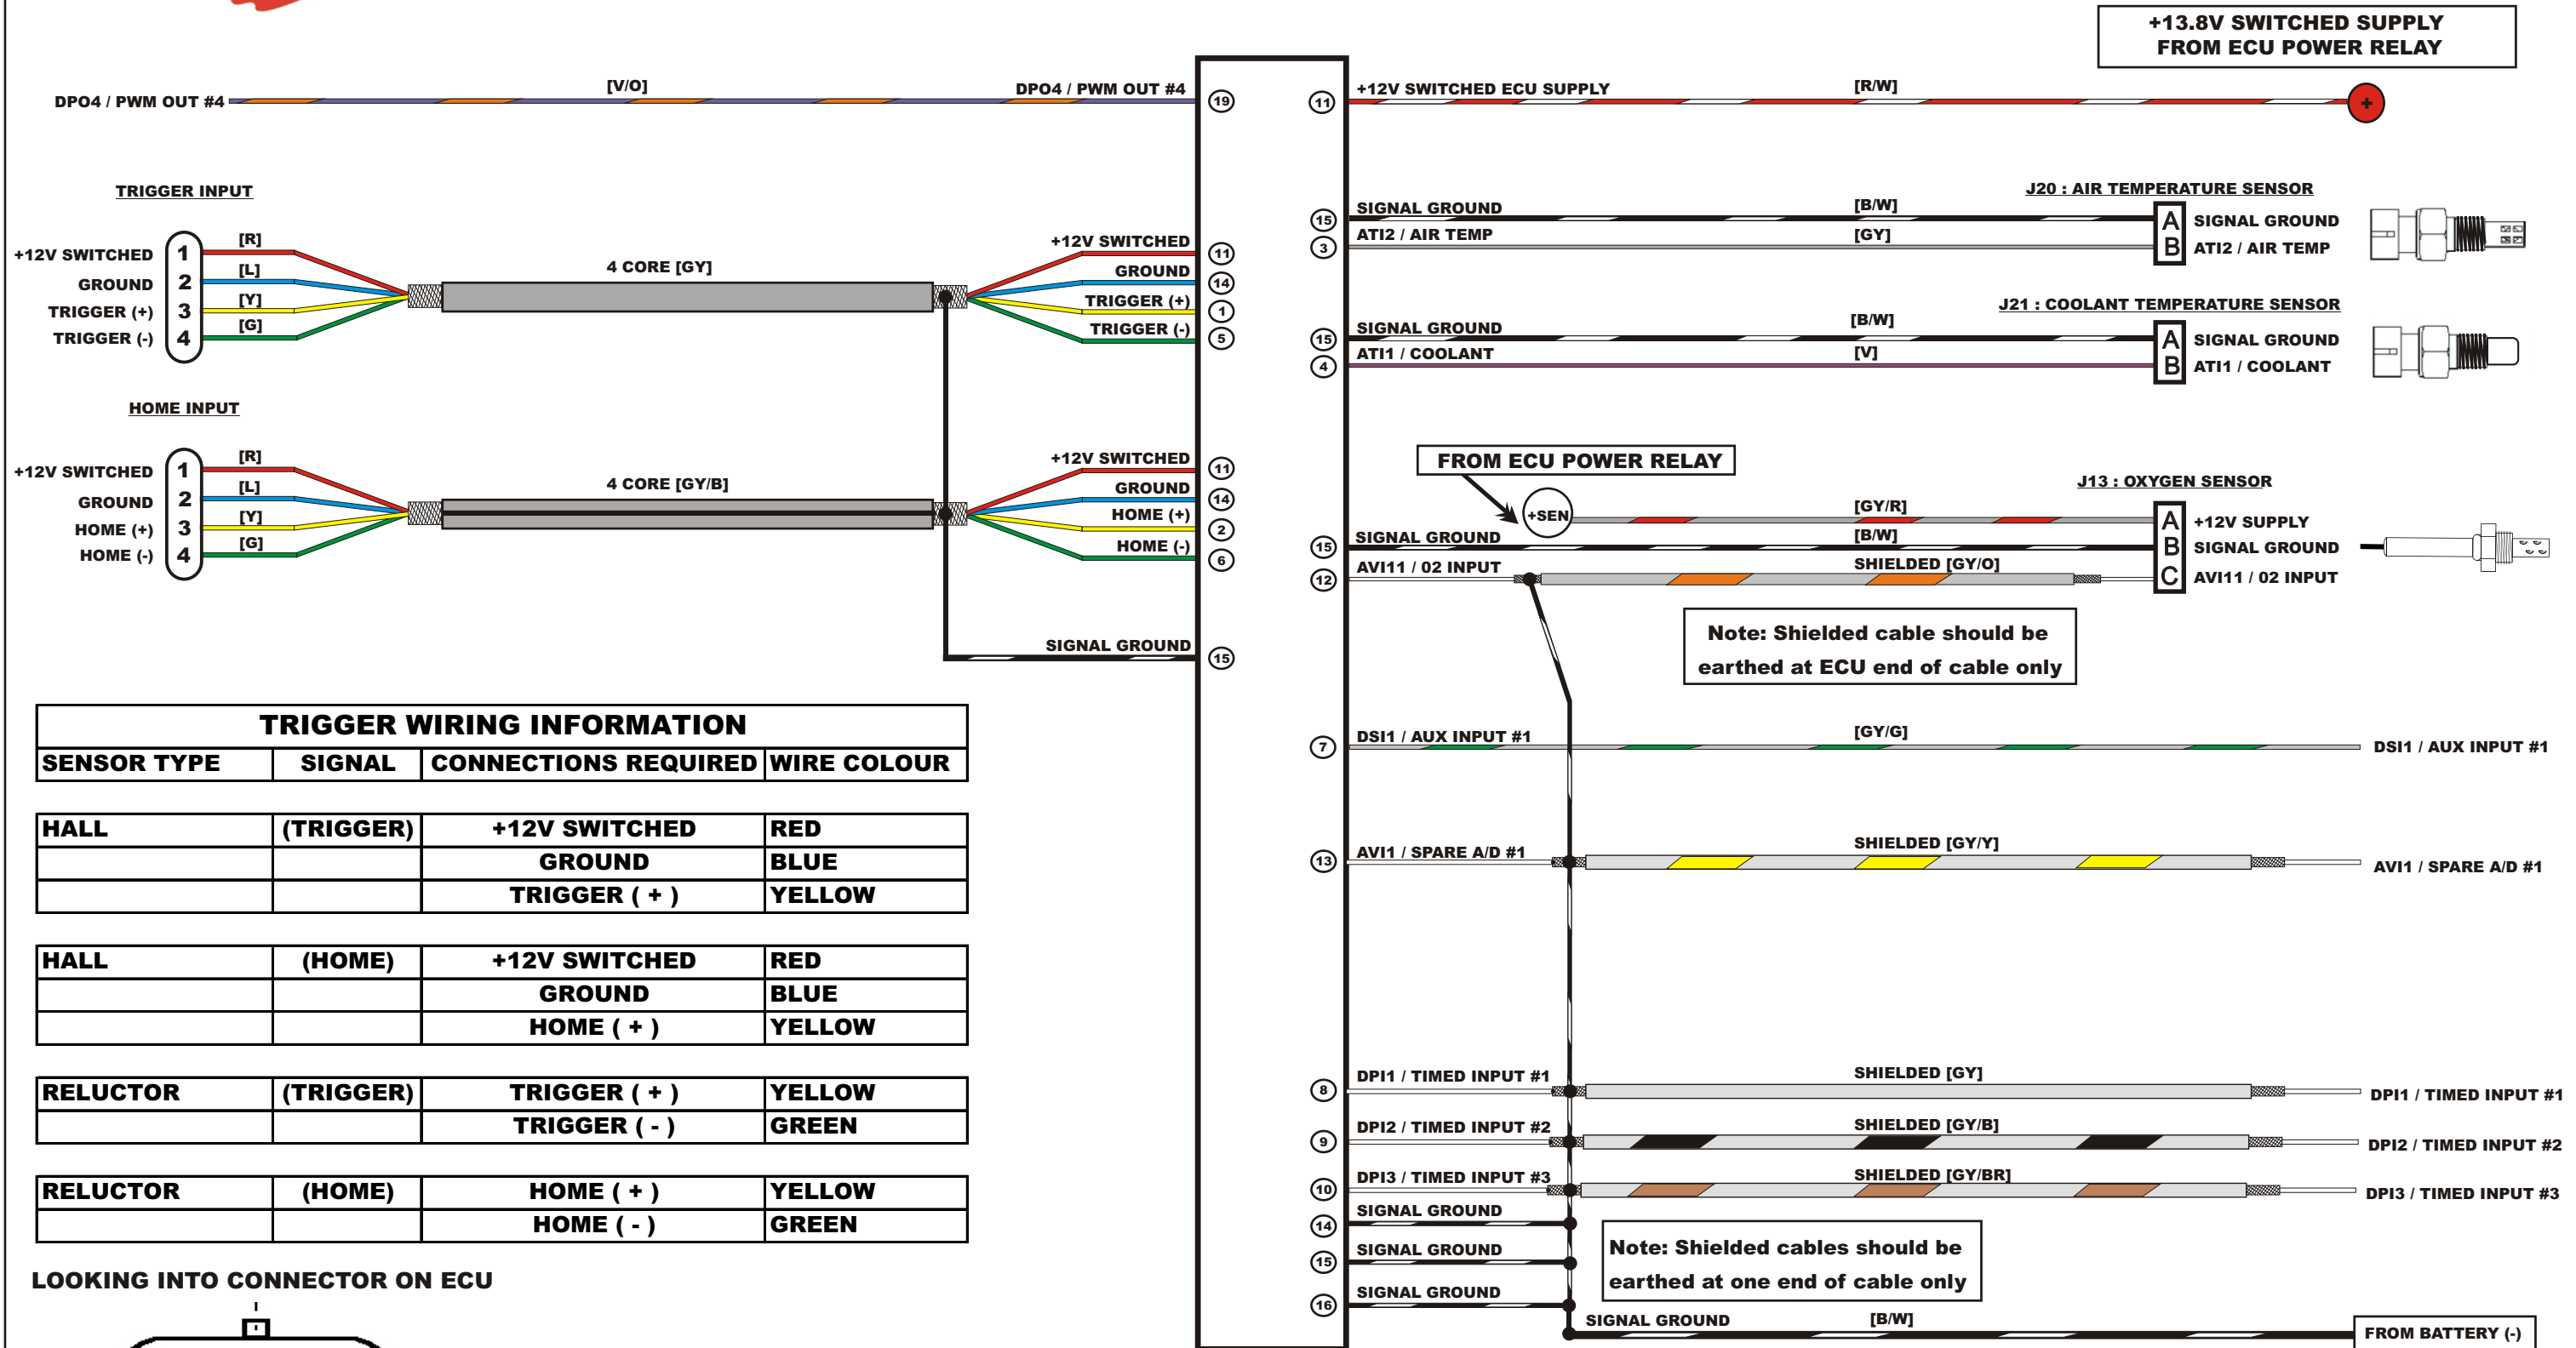 +13.8V SWITCHED SUPPLY
FROM ECU POWER RELAY
DPO4 / PWM OUT #4
[V/O]
DPO4 / PWM OUT #4
19
11
+12V SWITCHED ECU SUPPLY
[R/W]
+
TRIGGER INPUT
+12V SWITCHED
1
[R]
GROUND
2
[L]
TRIGGER (+)
3
[Y]
TRIGGER (-)
4
[G]
4 CORE [GY]
+12V SWITCHED
11
GROUND
14
TRIGGER (+)
1
TRIGGER (-)
5
J20 : AIR TEMPERATURE SENSOR
15
SIGNAL GROUND
[B/W]
A
SIGNAL GROUND
3
ATI2 / AIR TEMP
[GY]
B
ATI2 / AIR TEMP
J21 : COOLANT TEMPERATURE SENSOR
15
SIGNAL GROUND
[B/W]
A
SIGNAL GROUND
4
ATI1 / COOLANT
[V]
B
ATI1 / COOLANT
HOME INPUT
+12V SWITCHED
1
[R]
GROUND
2
[L]
HOME (+)
3
[Y]
HOME (-)
4
[G]
4 CORE [GY/B]
+12V SWITCHED
11
GROUND
14
HOME (+)
2
HOME (-)
6
SIGNAL GROUND
15
FROM ECU POWER RELAY
J13 : OXYGEN SENSOR
+SEN
[GY/R]
A
+12V SUPPLY
15
SIGNAL GROUND
[B/W]
B
SIGNAL GROUND
12
AVI11 / 02 INPUT
SHIELDED [GY/O]
C
AVI11 / 02 INPUT
Note: Shielded cable should be
earthed at ECU end of cable only
7
DSI1 / AUX INPUT #1
[GY/G]
DSI1 / AUX INPUT #1
13
AVI1 / SPARE A/D #1
SHIELDED [GY/Y]
AVI1 / SPARE A/D #1
8
DPI1 / TIMED INPUT #1
SHIELDED [GY]
DPI1 / TIMED INPUT #1
9
DPI2 / TIMED INPUT #2
SHIELDED [GY/B]
DPI2 / TIMED INPUT #2
10
DPI3 / TIMED INPUT #3
SHIELDED [GY/BR]
DPI3 / TIMED INPUT #3
14
SIGNAL GROUND
15
SIGNAL GROUND
16
SIGNAL GROUND
Note: Shielded cables should be
earthed at one end of cable only
SIGNAL GROUND
[B/W]
FROM BATTERY (-)
TRIGGER WIRING INFORMATION
SENSOR TYPE SIGNAL CONNECTIONS REQUIRED WIRE COLOUR
HALL (TRIGGER) +12V SWITCHED RED
GROUND BLUE
TRIGGER ( + ) YELLOW
HALL (HOME) +12V SWITCHED RED
GROUND BLUE
HOME ( + ) YELLOW
RELUCTOR (TRIGGER) TRIGGER ( + ) YELLOW
TRIGGER ( - ) GREEN
RELUCTOR (HOME) HOME ( + ) YELLOW
HOME ( - ) GREEN
LOOKING INTO CONNECTOR ON ECU